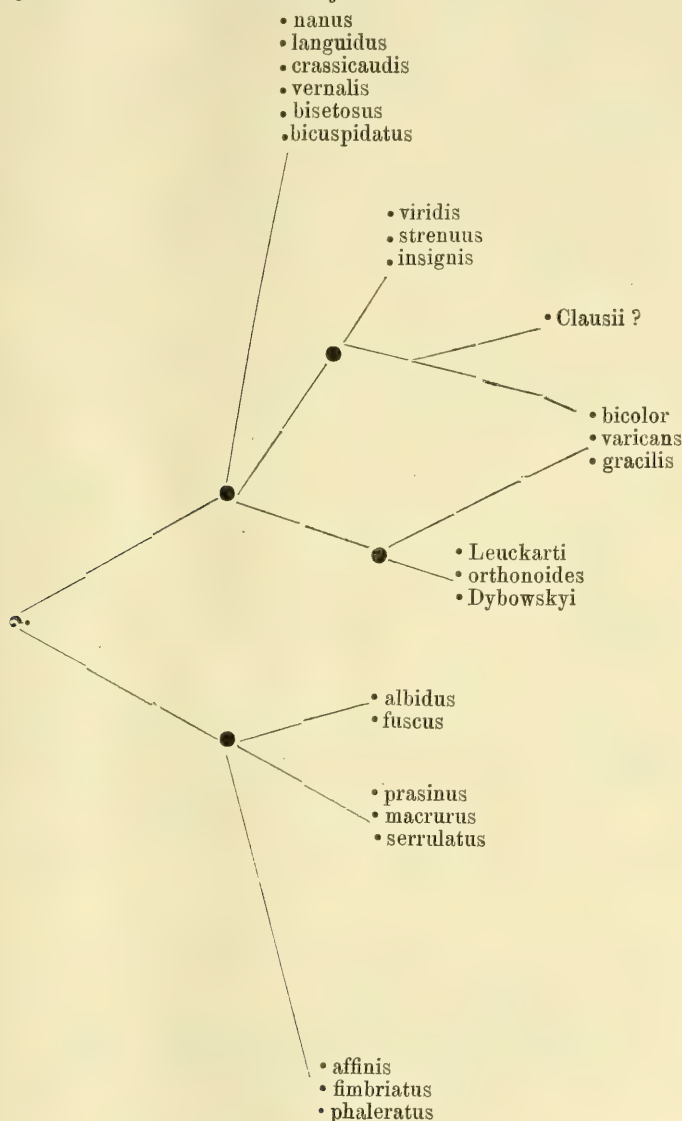 nanus
languidus
crassicaudis
vernalis
bisetosus
bicuspidatus
viridis
strenuus
insignis
Clausii ?
bicolor
varicans
gracilis
Leuckarti
orthonoides
Dybowskyi
albidus
fuscus
prasinus
macrurus
serrulatus
affinis
fimbriatus
phaleratus